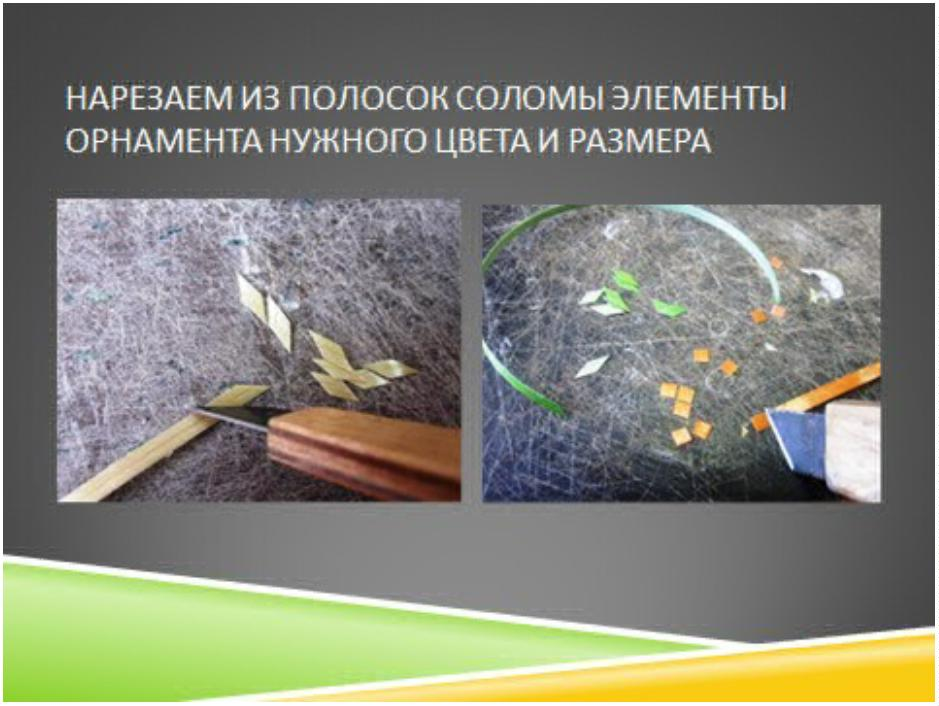 НАРЕЗАЕМ ИЗ ПОЛОСОК СОЛОМЫ ЭЛЕМЕНТЫ
ОРНАМЕНТА НУЖНОГО ЦВЕТА И РАЗМЕРА